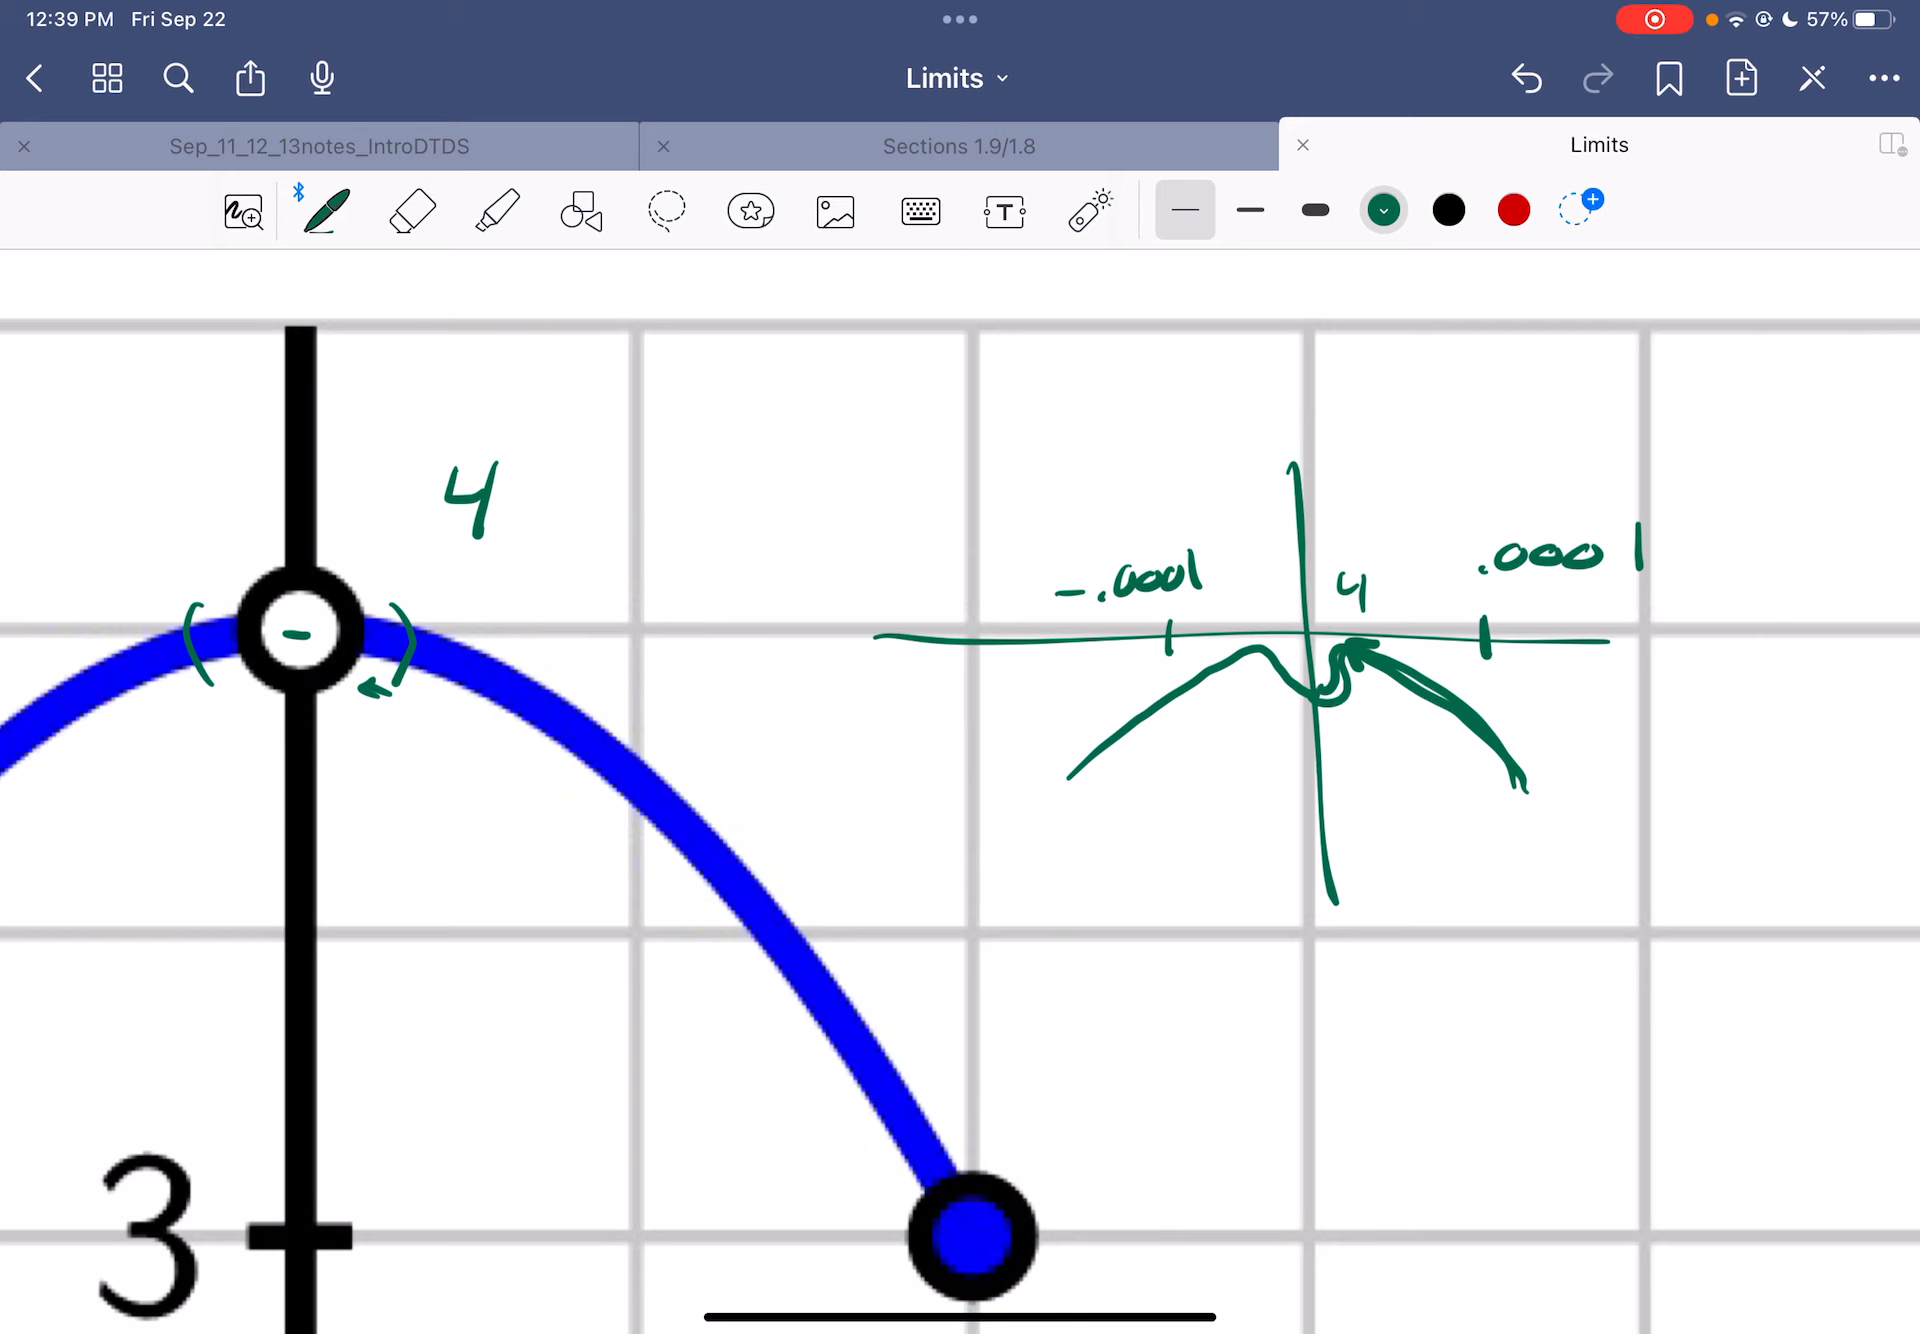 12:39 PM Fri Sep 22
57%
Limits
Sep_11_12_13notes_IntroDTDS
Sections 1.9/1.8
Limits
T
4
-.0001
4
.0001
3